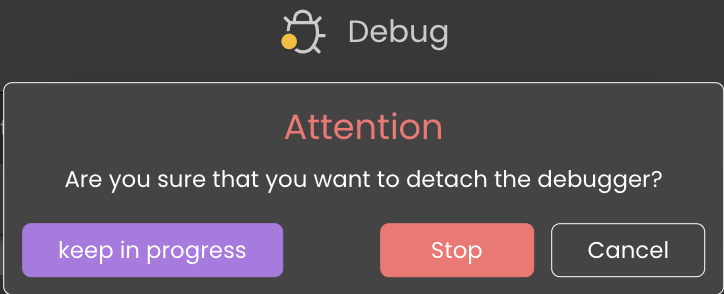 Debug
Attention
Are you sure that you want to detach the debugger?
keep in progress Stop Cancel